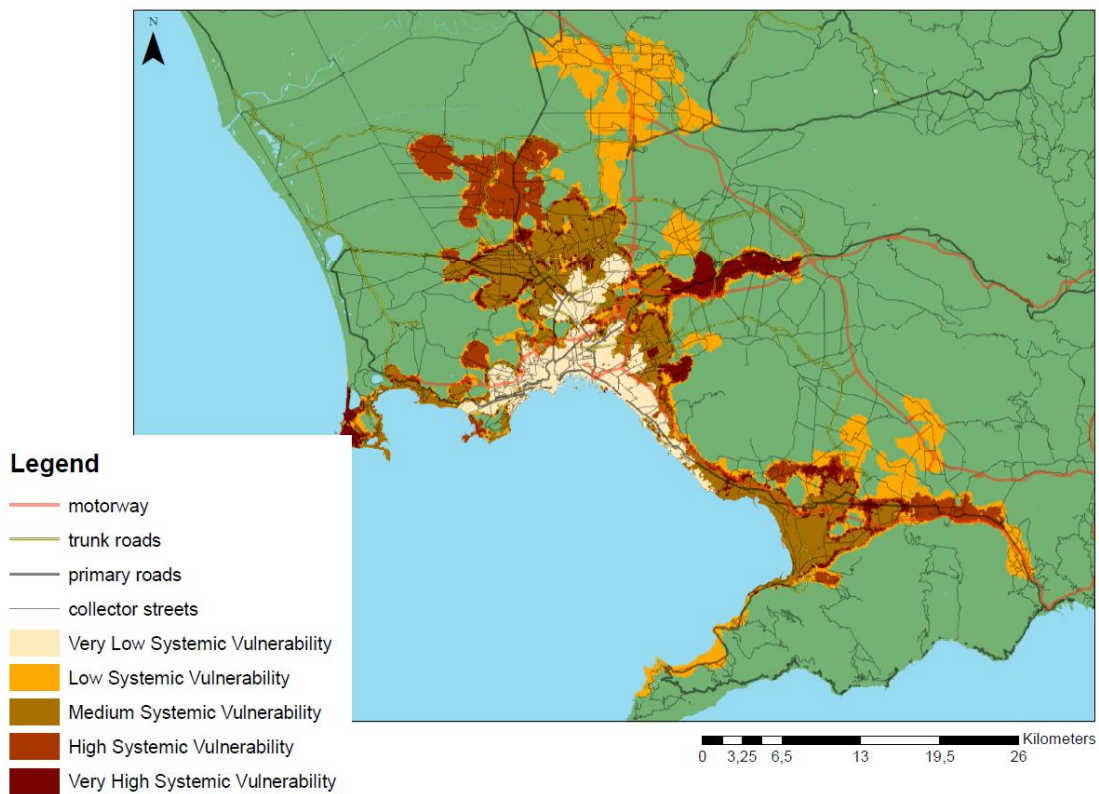 N
Legend
motorway
trunk roads
primary roads
collector streets
Very Low Systemic Vulnerability
Low Systemic Vulnerability
Medium Systemic Vulnerability
High Systemic Vulnerability
Very High Systemic Vulnerability
Kilometers
0 3,25 6,5 13 19,5 26